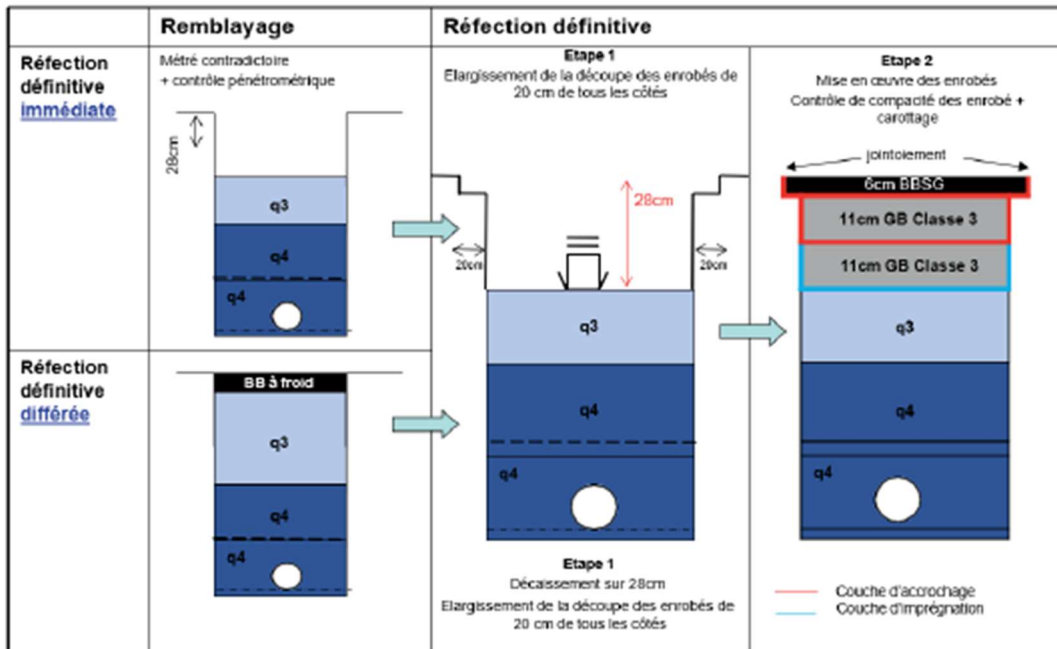 Remblayage
Réfection définitive
Réfection
définitive
immédiate
Métré contradictoire
+ contrôle pénétrométrique
28cm
q3
q4
q4
Etape 1
Elargissement de la découpe des enrobés de
20 cm de tous les côtés
28cm
20cm
20cm
q3
q4
q4
Etape 2
Mise en œuvre des enrobés
Contrôle de compacité des enrobé +
carottage
jointoiement
6cm BBSG
11cm GB Classe 3
11cm GB Classe 3
q3
q4
q4
Réfection
définitive
différée
BB à froid
q3
q4
q4
Etape 1
Décaissement sur 28cm
Elargissement de la découpe des enrobés de
20 cm de tous les côtés
Couche d'accrochage
Couche d'imprégnation